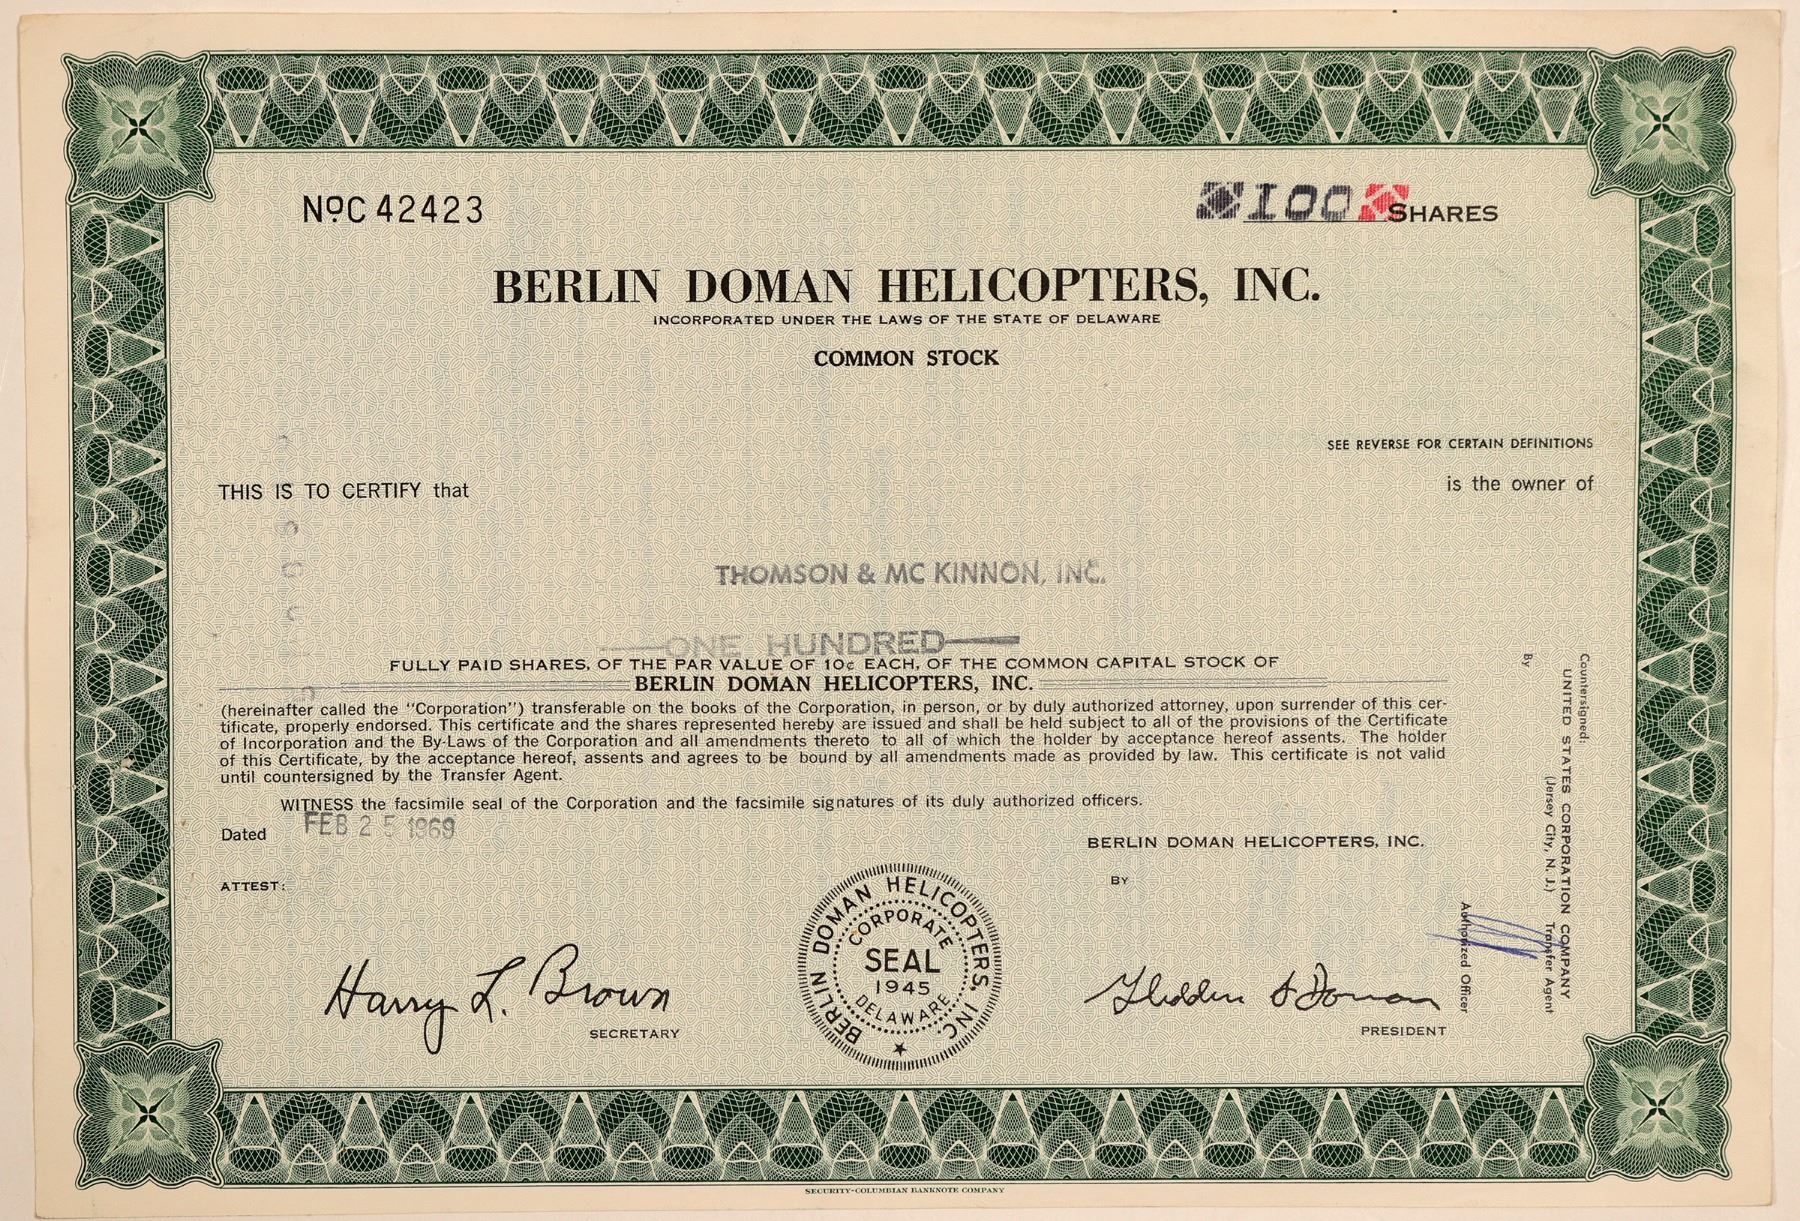 NoC 42423
100 SHARES
BERLIN DOMAN HELICOPTERS, INC.
INCORPORATED UNDER THE LAWS OF THE STATE OF DELAWARE
COMMON STOCK
SEE REVERSE FOR CERTAIN DEFINITIONS
THIS IS TO CERTIFY that
is the owner of
THOMSON & MC KINNON, INC.
ONE HUNDRED
FULLY PAID SHARES, OF THE PAR VALUE OF 10¢ EACH, OF THE COMMON CAPITAL STOCK OF
BERLIN DOMAN HELICOPTERS, INC.
(hereinafter called the "Corporation") transferable on the books of the Corporation, in person, or by duly authorized attorney, upon surrender of this cer-
tificate, properly endorsed. This certificate and the shares represented hereby are issued and shall be held subject to all of the provisions of the Certificate
of Incorporation and the By-Laws of the Corporation and all amendments thereto to all of which the holder by acceptance hereof assents. The holder
of this Certificate, by the acceptance hereof, assents and agrees to be bound by all amendments made as provided by law. This certificate is not valid
until countersigned by the Transfer Agent.
WITNESS the facsimile seal of the Corporation and the facsimile signatures of its duly authorized officers.
Dated FEB 25 1969
BERLIN DOMAN HELICOPTERS, INC.
ATTEST:
BY
Harry L. Brown
SECRETARY
BERLIN DOMAN HELICOPTERS, INC.
CORPORATE
SEAL
1945
DELAWARE
Glidden S Doman
PRESIDENT
Countersigned:
UNITED STATES CORPORATION COMPANY
(Jersey City, N. J.) Transfer Agent
By
Authorized Officer
SECURITY-COLUMBIAN BANKNOTE COMPANY